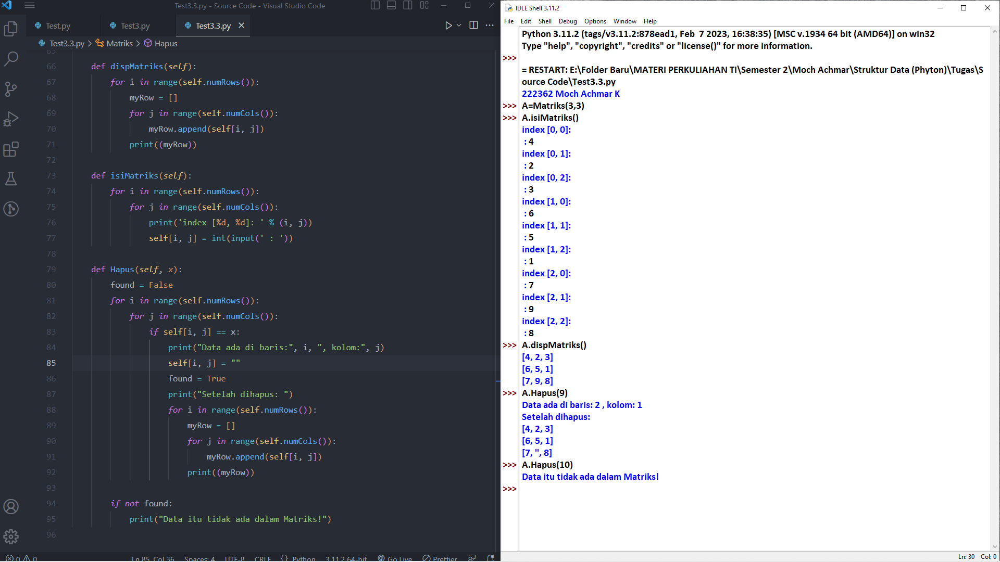 Test3.3.py - Source Code - Visual Studio Code
Test.py
Test3.py
Test3.3.py
Test3.3.py > Matriks > Hapus
65
66 def dispMatriks(self):
67 for i in range(self.numRows()):
68 myRow = []
69 for j in range(self.numCols()):
70 myRow.append(self[i, j])
71 print((myRow))
72
73 def isiMatriks(self):
74 for i in range(self.numRows()):
75 for j in range(self.numCols()):
76 print('index [%d, %d]: ' % (i, j))
77 self[i, j] = int(input(' : '))
78
79 def Hapus(self, x):
80 found = False
81 for i in range(self.numRows()):
82 for j in range(self.numCols()):
83 if self[i, j] == x:
84 print("Data ada di baris:", i, ", kolom:", j)
85 self[i, j] = ""
86 found = True
87 print("Setelah dihapus: ")
88 for i in range(self.numRows()):
89 myRow = []
90 for j in range(self.numCols()):
91 myRow.append(self[i, j])
92 print((myRow))
93
94 if not found:
95 print("Data itu tidak ada dalam Matriks!")
96
0 0 Ln 85, Col 36 Spaces: 4 UTF-8 CRLF {} Python 3.11.2 64-bit Go Live Prettier
IDLE Shell 3.11.2
File Edit Shell Debug Options Window Help
Python 3.11.2 (tags/v3.11.2:878ead1, Feb 7 2023, 16:38:35) [MSC v.1934 64 bit (AMD64)] on win32
Type "help", "copyright", "credits" or "license()" for more information.
>>>
= RESTART: E:\Folder Baru\MATERI PERKULIAHAN TI\Semester 2\Moch Achmar\Struktur Data (Phyton)\Tugas\S
ource Code\Test3.3.py
222362 Moch Achmar K
>>> A=Matriks(3,3)
>>> A.isiMatriks()
index [0, 0]:
: 4
index [0, 1]:
: 2
index [0, 2]:
: 3
index [1, 0]:
: 6
index [1, 1]:
: 5
index [1, 2]:
: 1
index [2, 0]:
: 7
index [2, 1]:
: 9
index [2, 2]:
: 8
>>> A.dispMatriks()
[4, 2, 3]
[6, 5, 1]
[7, 9, 8]
>>> A.Hapus(9)
Data ada di baris: 2 , kolom: 1
Setelah dihapus:
[4, 2, 3]
[6, 5, 1]
[7, '', 8]
>>> A.Hapus(10)
Data itu tidak ada dalam Matriks!
>>>
Ln: 30 Col: 0